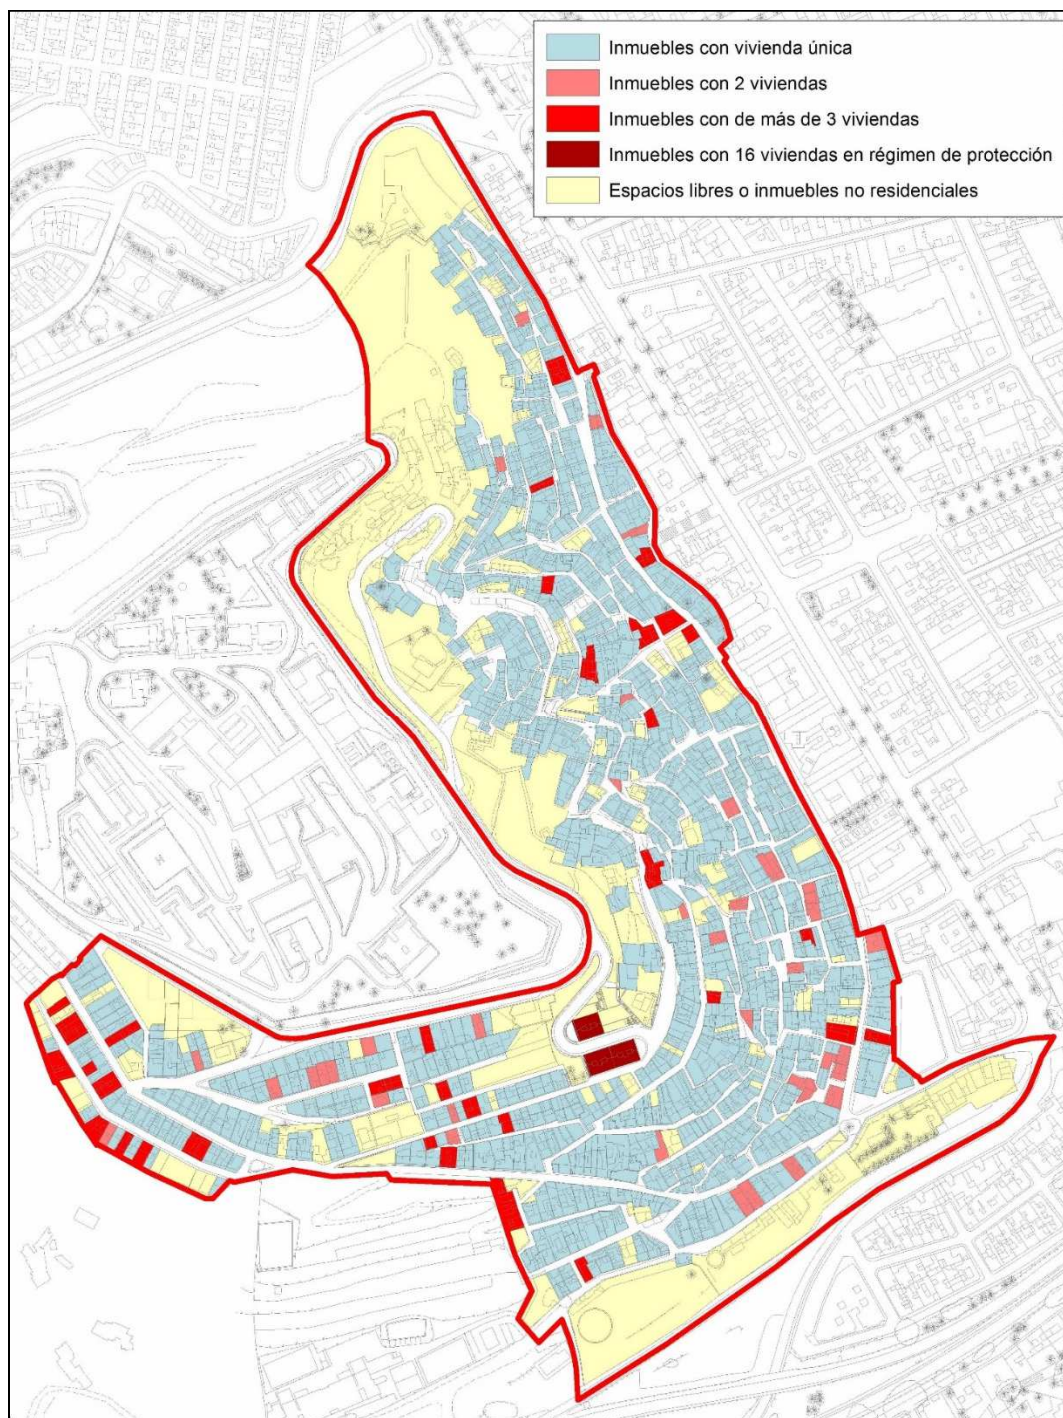 Inmuebles con vivienda única
Inmuebles con 2 viviendas
Inmuebles con de más de 3 viviendas
Inmuebles con 16 viviendas en régimen de protección
Espacios libres o inmuebles no residenciales